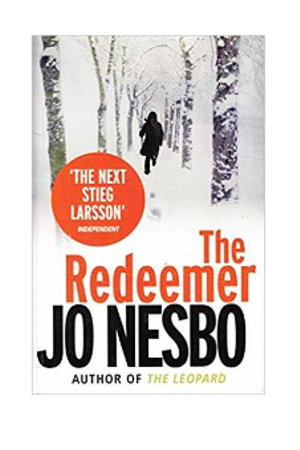 'THE NEXT
STIEG
LARSSON'
INDEPENDENT
The
Redeemer
JO NESBO
AUTHOR OF THE LEOPARD